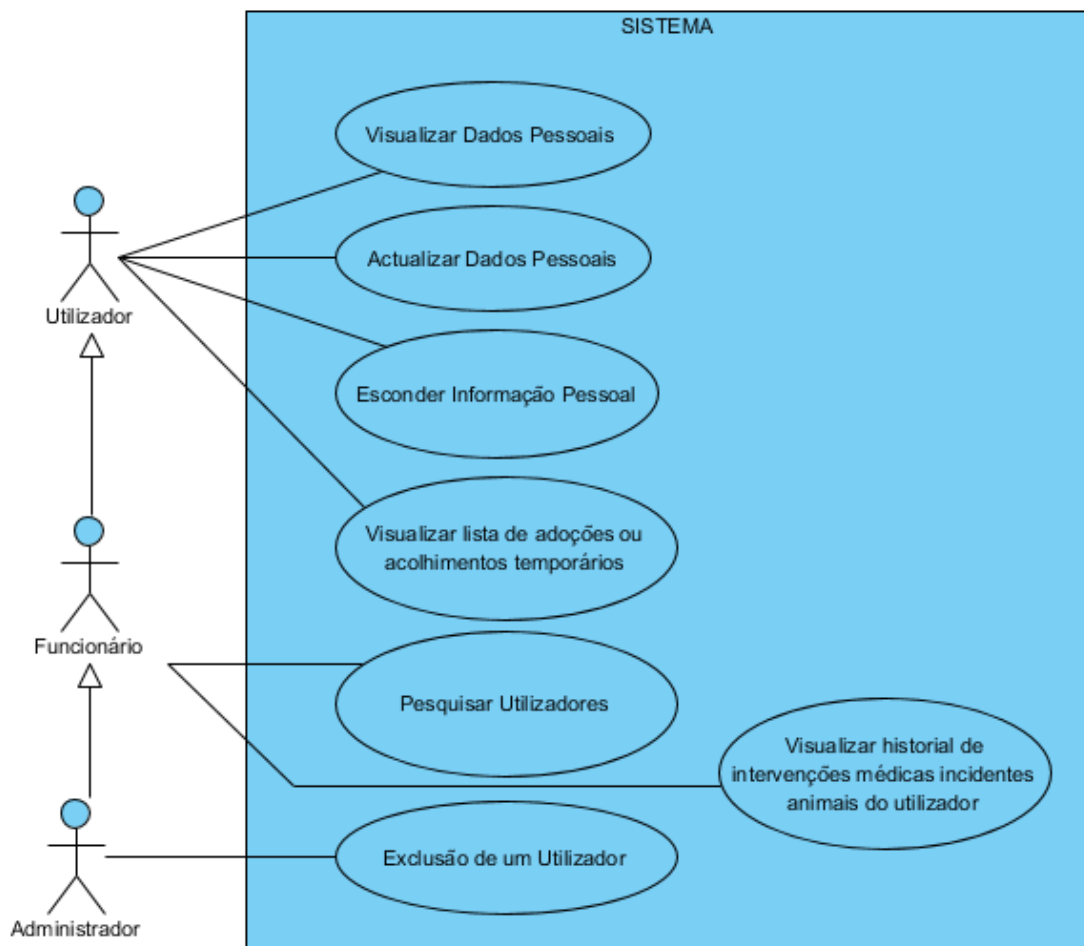 SISTEMA
Visualizar Dados Pessoais
Actualizar Dados Pessoais
Utilizador
Esconder Informação Pessoal
Visualizar lista de adoções ou
acolhimentos temporários
Funcionário
Pesquisar Utilizadores
Visualizar historial de
intervenções médicas incidentes
animais do utilizador
Exclusão de um Utilizador
Administrador